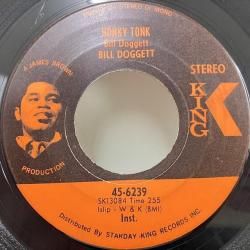 HONKY TONK
Bill Doggett
BILL DOGGETT
A JAMES BROWN
PRODUCTION
STEREO
KING
45-6239
SK13084 Time 255
Islip - W & K (BMI)
Inst.
Distributed By STARDAY-KING RECORDS INC.